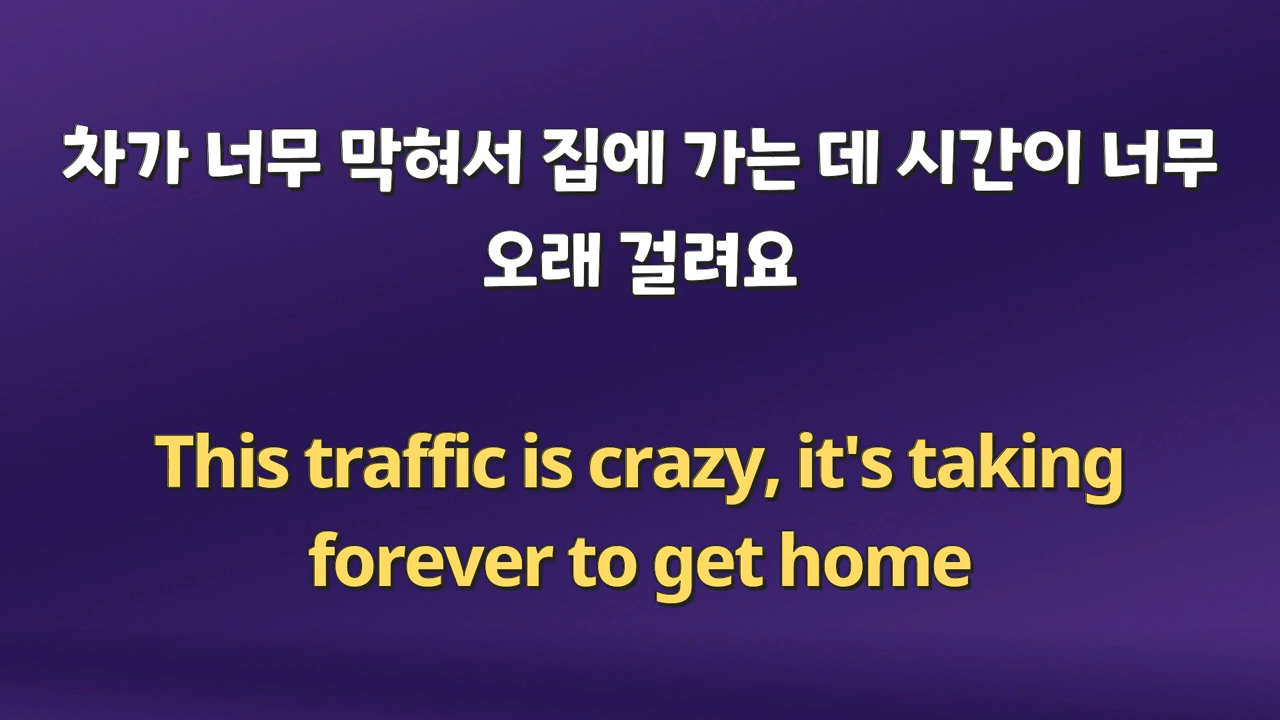 차가 너무 막혀서 집에 가는 데 시간이 너무
오래 걸려요
This traffic is crazy, it's taking
forever to get home